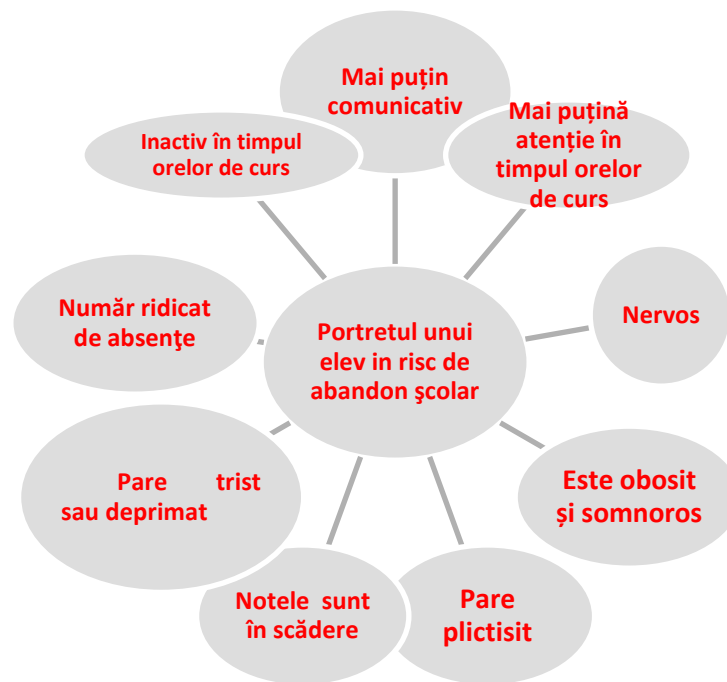 Mai puțin
comunicativ
Mai puțină
atenție în
timpul orelor
de curs
Nervos
Este obosit
și somnoros
Pare
plictisit
Notele sunt
în scădere
Pare trist
sau deprimat
Număr ridicat
de absenţe
Inactiv în timpul
orelor de curs
Portretul unui
elev in risc de
abandon şcolar